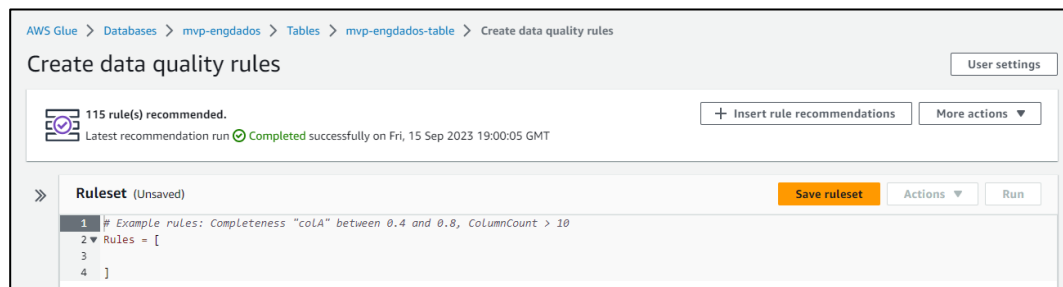 AWS Glue > Databases > mvp-engdados > Tables > mvp-engdados-table > Create data quality rules
Create data quality rules
User settings
115 rule(s) recommended.
+ Insert rule recommendations
More actions ▼
Latest recommendation run Completed successfully on Fri, 15 Sep 2023 19:00:05 GMT
Ruleset (Unsaved)
Save ruleset
Actions ▼
Run
1 # Example rules: Completeness "colA" between 0.4 and 0.8, ColumnCount > 10
2 ▼ Rules = [
3
4 ]